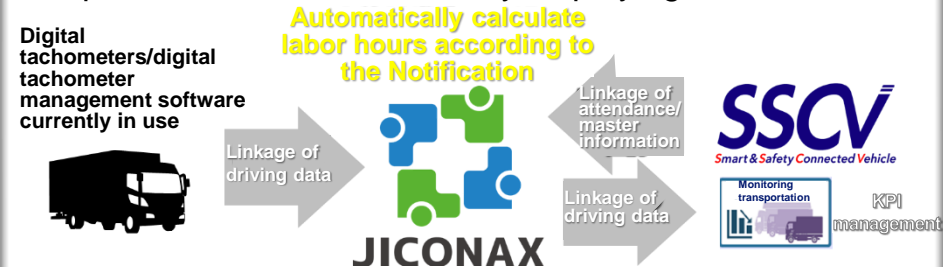 Automatically calculate
labor hours according to
the Notification
Digital
tachometers/digital
tachometer
management software
currently in use
Linkage of
driving data
JICONAX
Linkage of
attendance/
master
information
Linkage of
driving data
SSCV
Smart & Safety Connected Vehicle
Monitoring
transportation
KPI
management